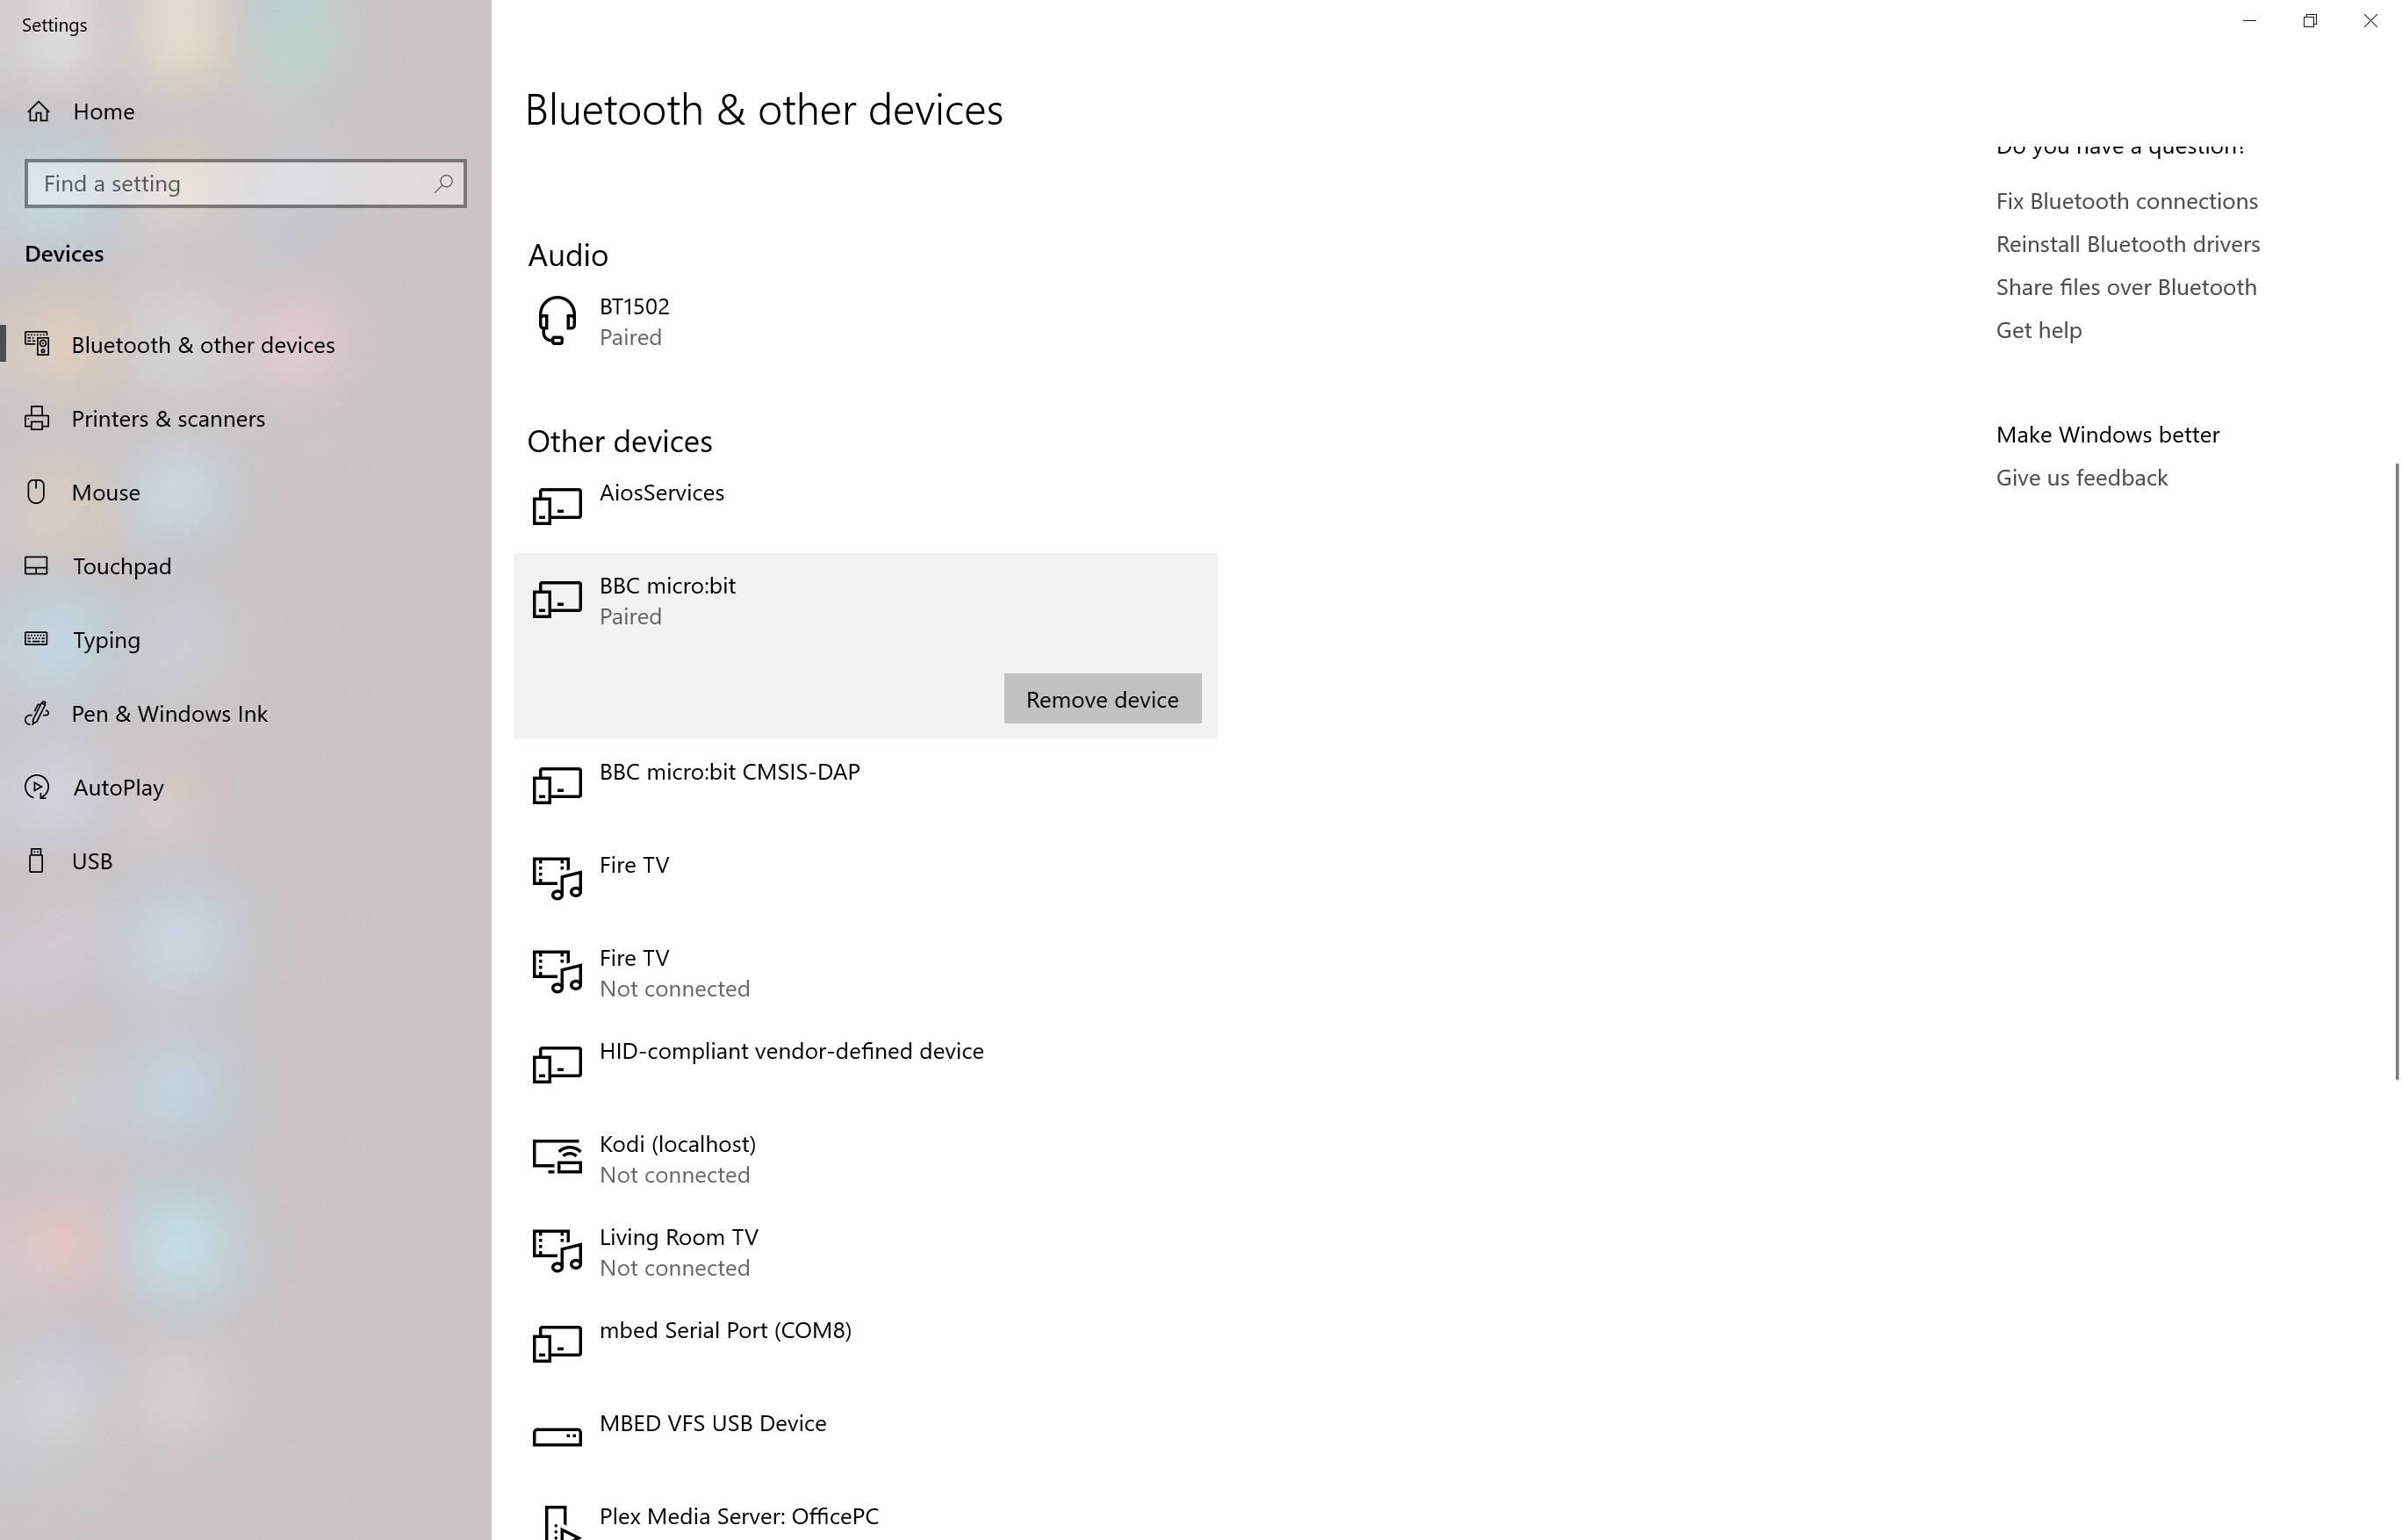 Settings
Home
Find a setting
Devices
Bluetooth & other devices
Printers & scanners
Mouse
Touchpad
Typing
Pen & Windows Ink
AutoPlay
USB
Bluetooth & other devices
Audio
BT1502
Paired
Other devices
AiosServices
BBC micro:bit
Paired
Remove device
BBC micro:bit CMSIS-DAP
Fire TV
Fire TV
Not connected
HID-compliant vendor-defined device
Kodi (localhost)
Not connected
Living Room TV
Not connected
mbed Serial Port (COM8)
MBED VFS USB Device
Plex Media Server: OfficePC
Do you have a question?
Fix Bluetooth connections
Reinstall Bluetooth drivers
Share files over Bluetooth
Get help
Make Windows better
Give us feedback